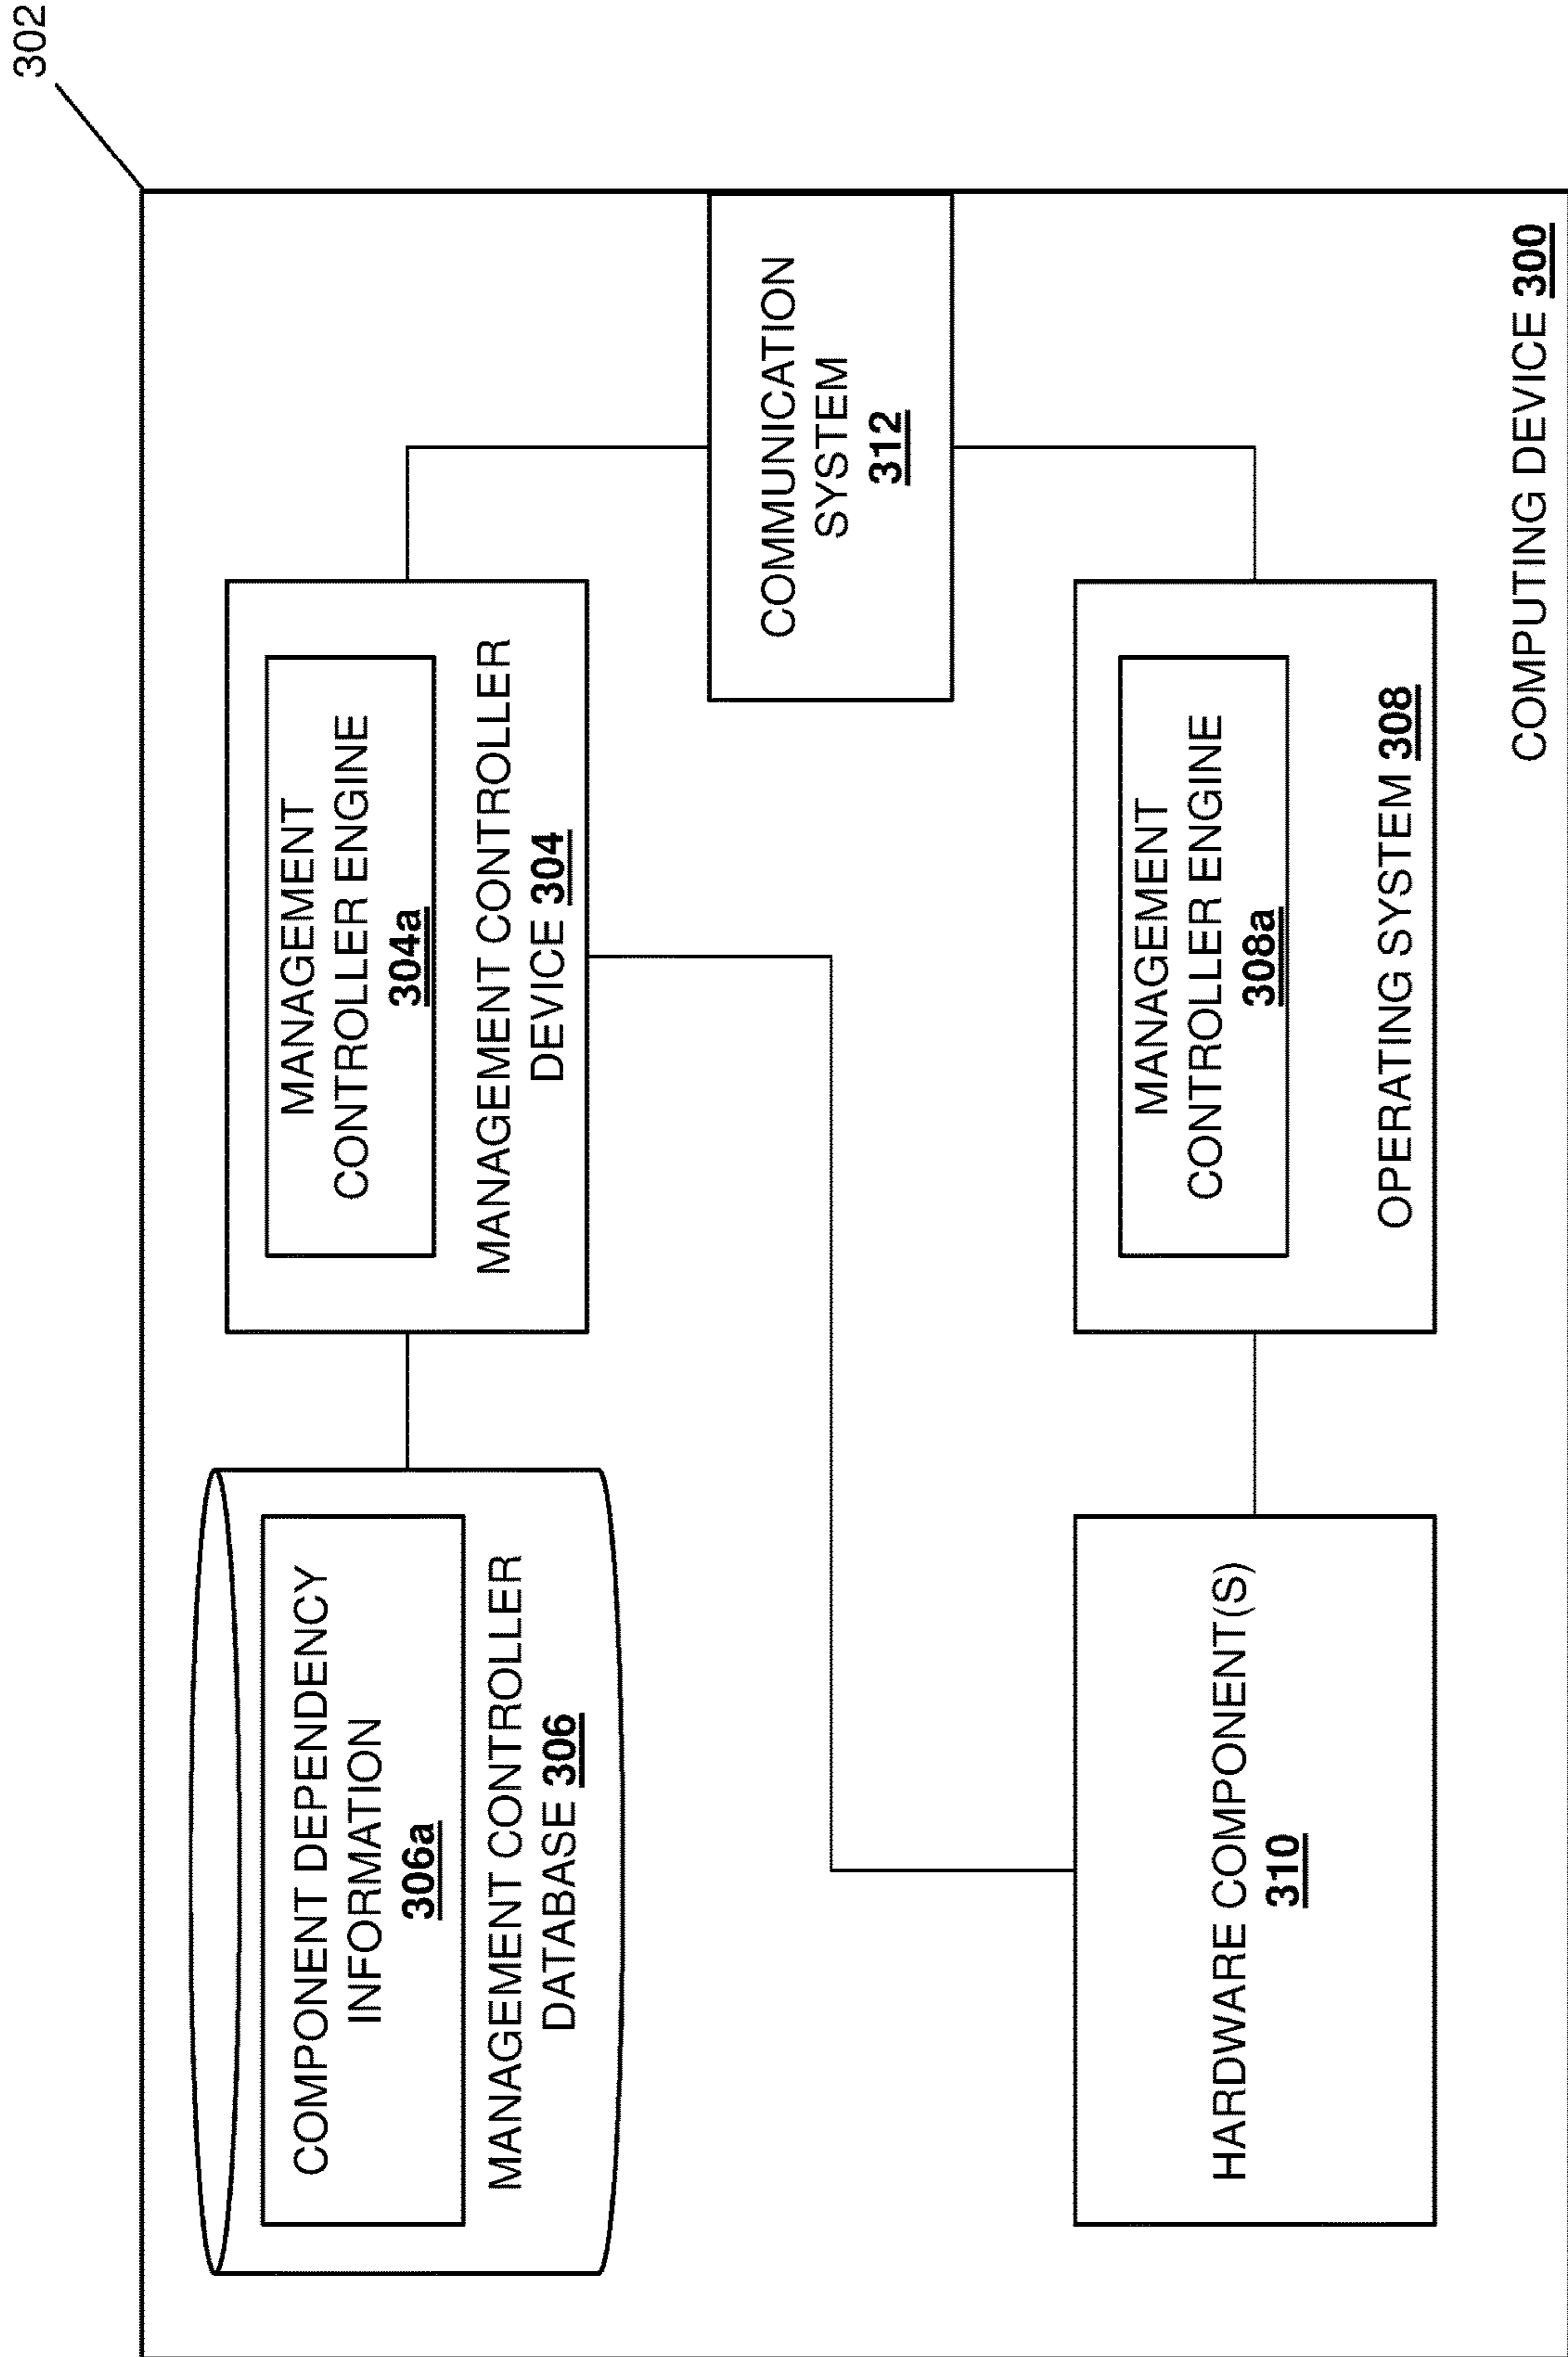 302
COMPONENT DEPENDENCY
INFORMATION
306a
MANAGEMENT CONTROLLER
DATABASE 306
MANAGEMENT
CONTROLLER ENGINE
304a
MANAGEMENT CONTROLLER
DEVICE 304
COMMUNICATION
SYSTEM
312
HARDWARE COMPONENT(S)
310
MANAGEMENT
CONTROLLER ENGINE
308a
OPERATING SYSTEM 308
COMPUTING DEVICE 300